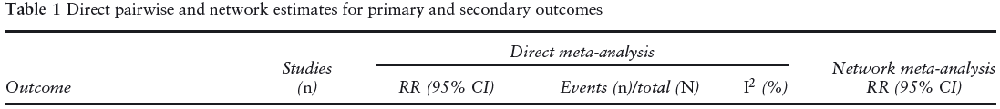 Table 1 Direct pairwise and network estimates for primary and secondary outcomes
Direct meta-analysis
Studies Network meta-analysis
Outcome (n) RR (95% CI) Events (n)/total (N) I² (%) RR (95% CI)